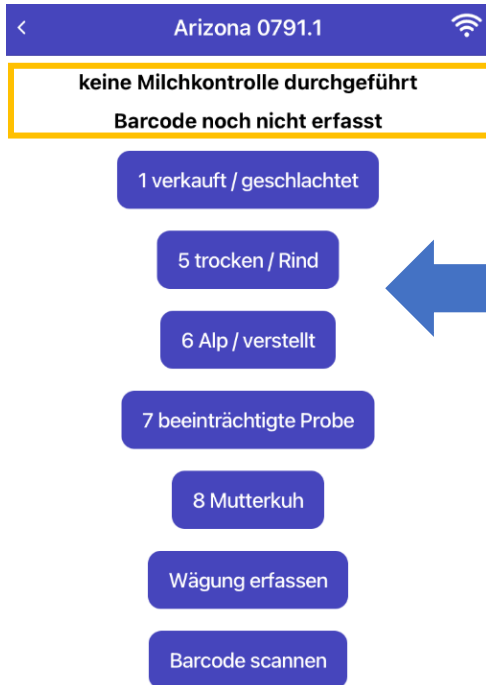 Arizona 0791.1
keine Milchkontrolle durchgeführt
Barcode noch nicht erfasst
1 verkauft / geschlachtet
5 trocken / Rind
6 Alp / verstellt
7 beeinträchtigte Probe
8 Mutterkuh
Wägung erfassen
Barcode scannen